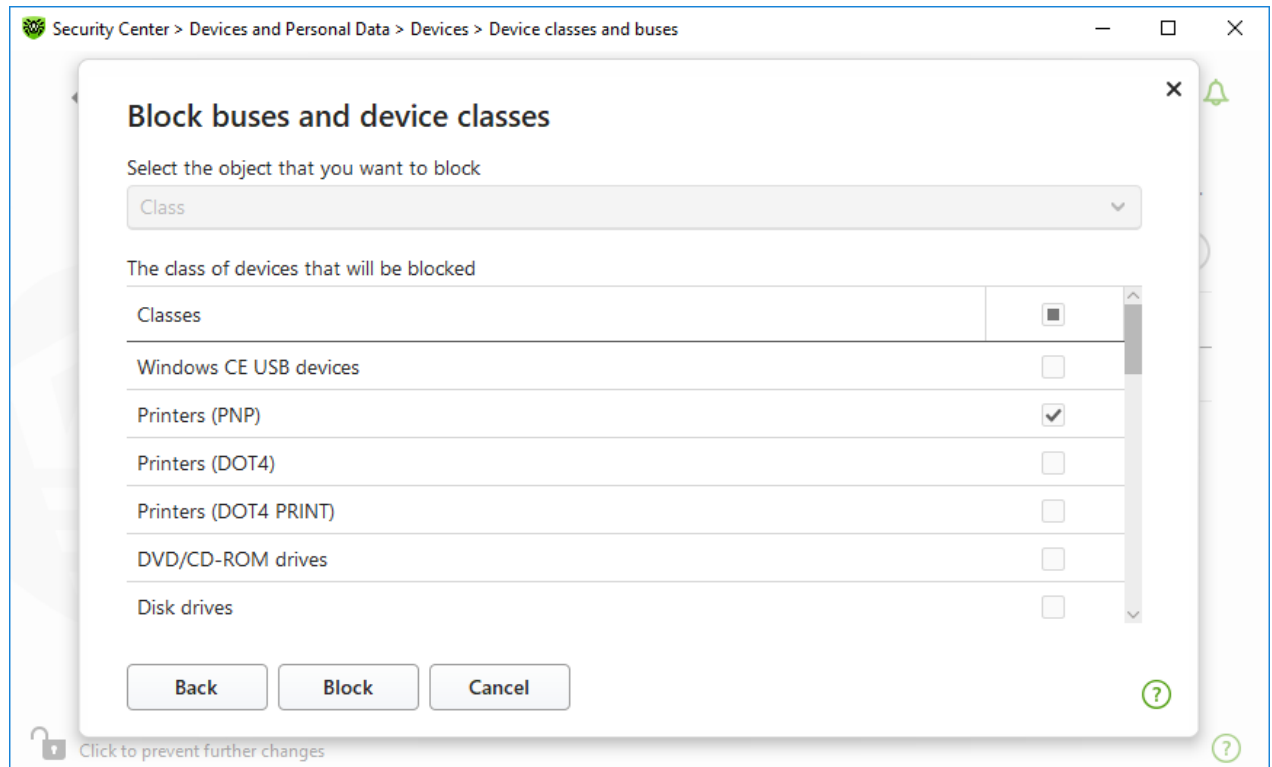 Security Center > Devices and Personal Data > Devices > Device classes and buses
Block buses and device classes
Select the object that you want to block
Class
The class of devices that will be blocked
Classes
Windows CE USB devices
Printers (PNP)
Printers (DOT4)
Printers (DOT4 PRINT)
DVD/CD-ROM drives
Disk drives
Back Block Cancel
?
Click to prevent further changes
?